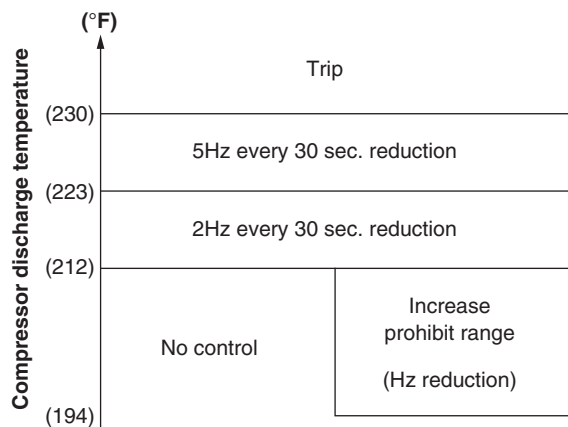 (°F)
Compressor discharge temperature
Trip
(230)
5Hz every 30 sec. reduction
(223)
2Hz every 30 sec. reduction
(212)
No control
Increase
prohibit range
(Hz reduction)
(194)